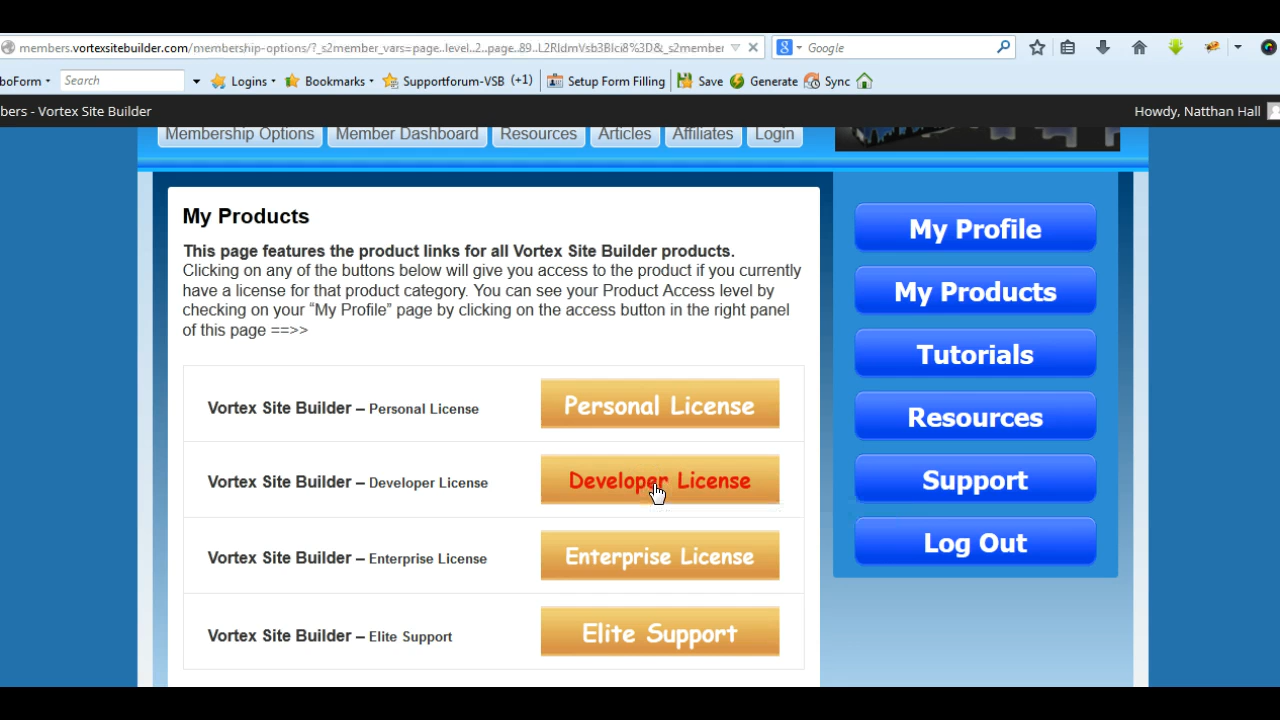 members.vortexsitebuilder.com/membership-options/?_s2member_vars=page..level..2..page..89..L2RldmVsb3Blci8%3D&_s2member
Google
boForm
Search
Logins
Bookmarks
Supportforum-VSB (+1)
Setup Form Filling
Save
Generate
Sync
bers - Vortex Site Builder
Howdy, Natthan Hall
Membership Options
Member Dashboard
Resources
Articles
Affiliates
Login
My Products
This page features the product links for all Vortex Site Builder products.
Clicking on any of the buttons below will give you access to the product if you currently
have a license for that product category. You can see your Product Access level by
checking on your “My Profile” page by clicking on the access button in the right panel
of this page ==>>
Vortex Site Builder – Personal License
Personal License
Vortex Site Builder – Developer License
Developer License
Vortex Site Builder – Enterprise License
Enterprise License
Vortex Site Builder – Elite Support
Elite Support
My Profile
My Products
Tutorials
Resources
Support
Log Out